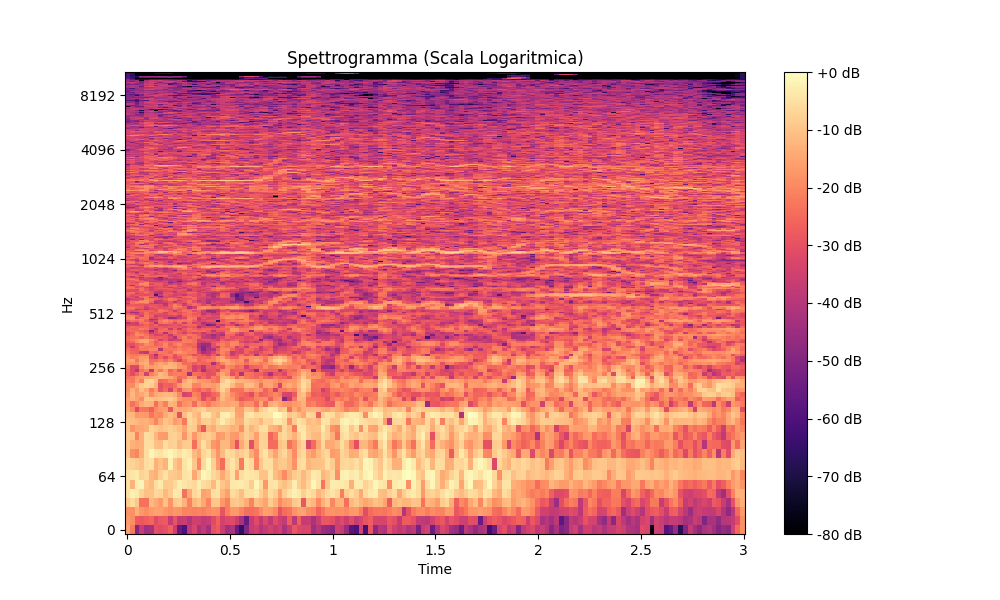 Spettrogramma (Scala Logaritmica)
+0 dB
8192
-10 dB
4096
-20 dB
2048
-30 dB
1024
Hz
512
-40 dB
256
-50 dB
128
-60 dB
64
-70 dB
0
-80 dB
0 0.5 1 1.5 2 2.5 3
Time